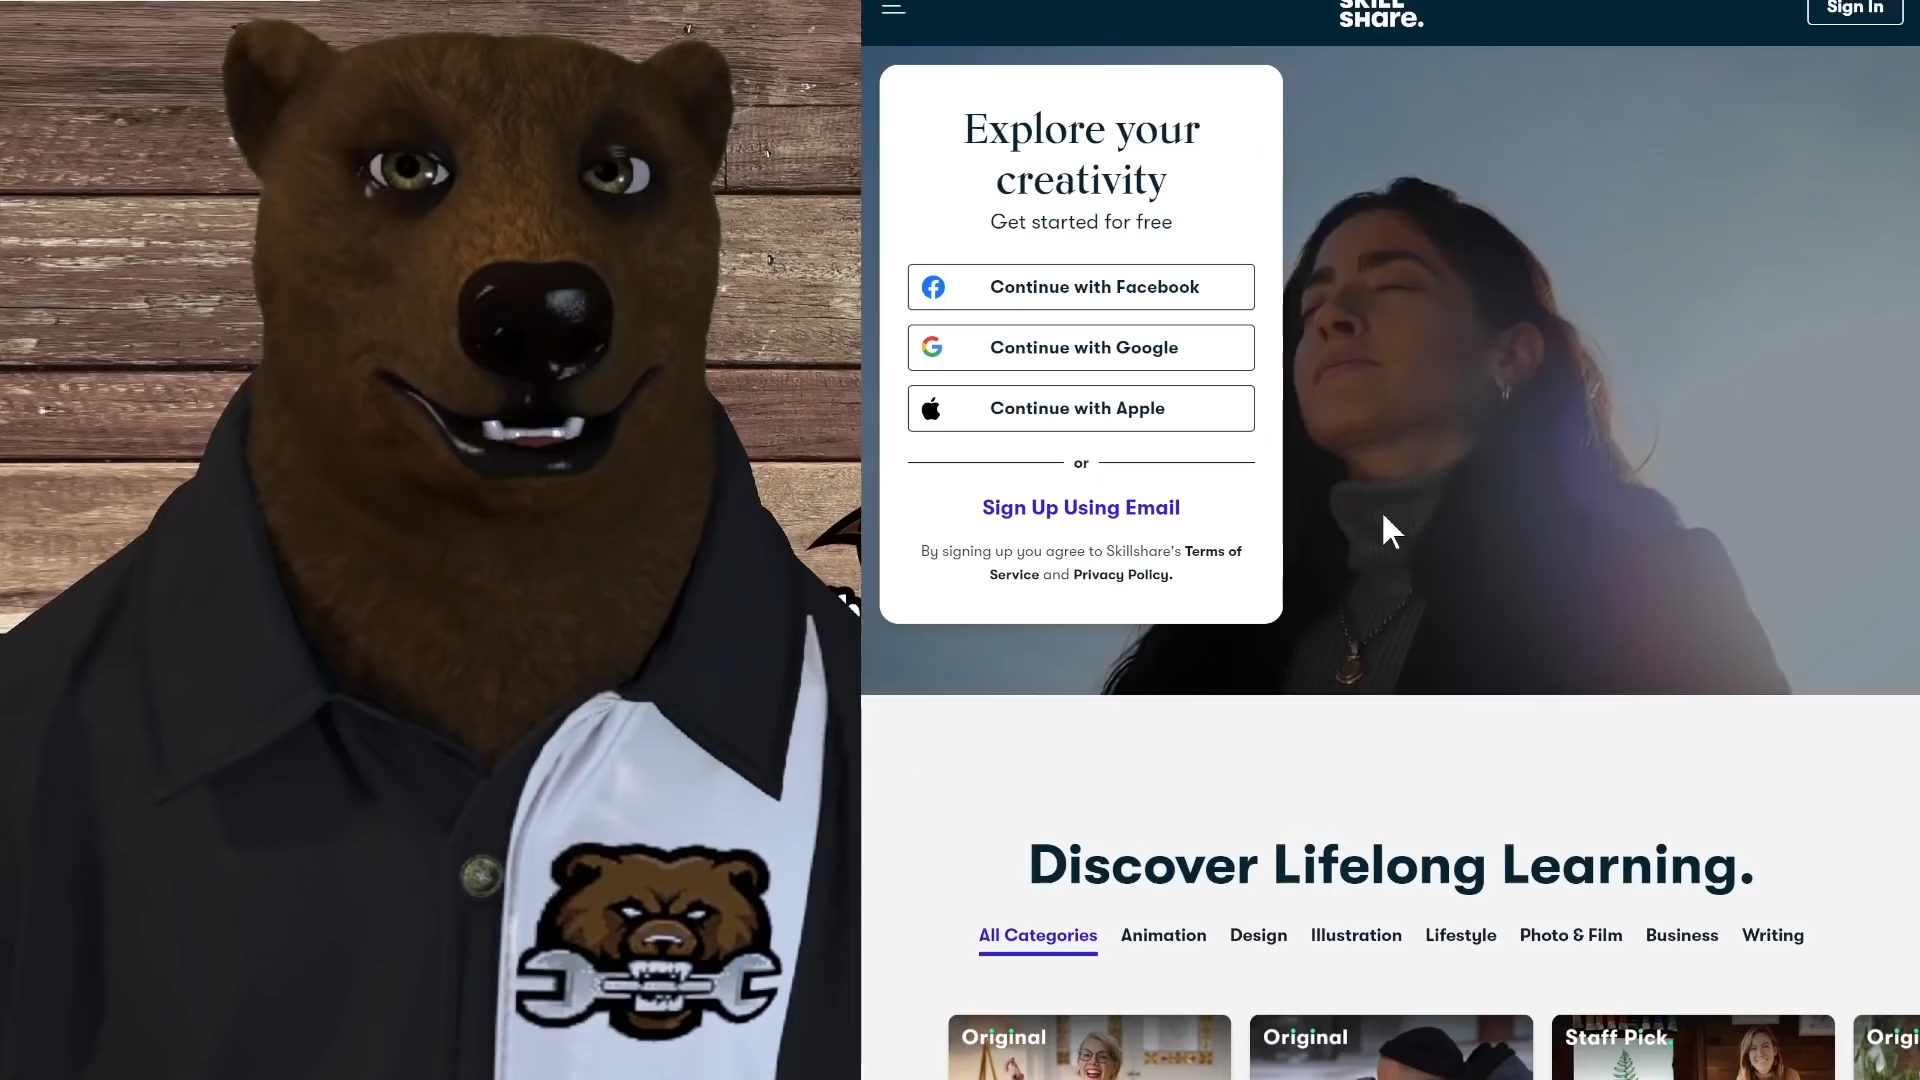 SKILL
SHare.
Sign In
Explore your
creativity
Get started for free
Continue with Facebook
Continue with Google
Continue with Apple
or
Sign Up Using Email
By signing up you agree to Skillshare's Terms of
Service and Privacy Policy.
Discover Lifelong Learning.
All Categories Animation Design Illustration Lifestyle Photo & Film Business Writing
Original Original Staff Pick. Origi